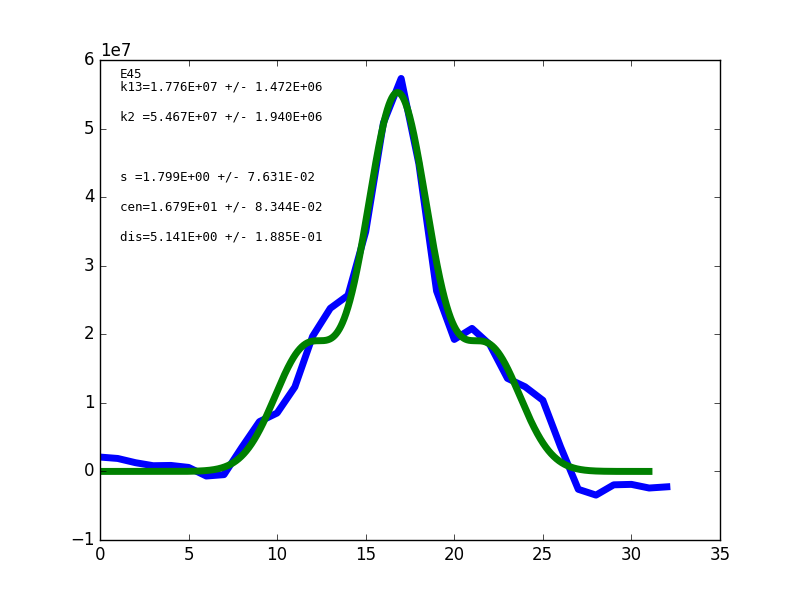 1e7
E45
k13=1.776E+07 +/- 1.472E+06
k2 =5.467E+07 +/- 1.940E+06
s =1.799E+00 +/- 7.631E-02
cen=1.679E+01 +/- 8.344E-02
dis=5.141E+00 +/- 1.885E-01
6
5
4
3
2
1
0
−1
0 5 10 15 20 25 30 35